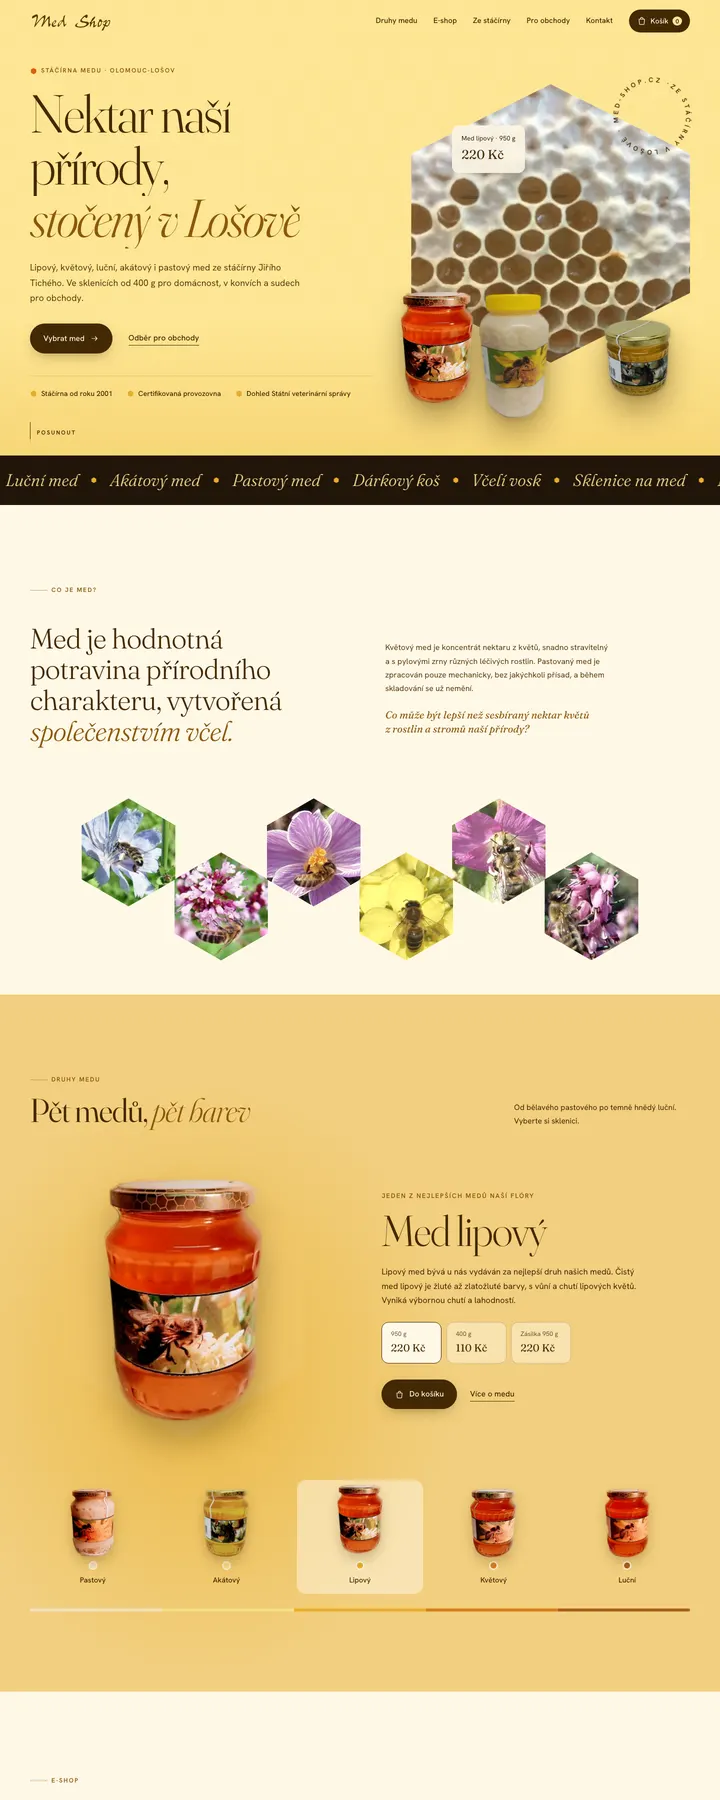 Med Shop
Druhy medu
E-shop
Ze stáčírny
Pro obchody
Kontakt
Košík 0
STÁČÍRNA MEDU · OLOMOUC-LOŠOV
Nektar naší
přírody,
stočený v Lošově
MED-SHOP.CZ · ZE STÁČÍRNY V LOŠOVĚ ·
Med lipový · 950 g
220 Kč
Lipový, květový, luční, akátový i pastový med ze stáčírny Jiřího
Tichého. Ve sklenicích od 400 g pro domácnost, v konvích a sudech
pro obchody.
Vybrat med →
Odběr pro obchody
Stáčírna od roku 2001
Certifikovaná provozovna
Dohled Státní veterinární správy
POSUNOUT
Luční med • Akátový med • Pastový med • Dárkový koš • Včelí vosk • Sklenice na med •
CO JE MED?
Med je hodnotná
potravina přírodního
charakteru, vytvořená
společenstvím včel.
Květový med je koncentrát nektaru z květů, snadno stravitelný
a s pylovými zrny různých léčivých rostlin. Pastovaný med je
zpracován pouze mechanicky, bez jakýchkoli přísad, a během
skladování se už nemění.
Co může být lepší než sesbíraný nektar květů
z rostlin a stromů naší přírody?
DRUHY MEDU
Pět medů, pět barev
Od bělavého pastového po temně hnědý luční.
Vyberte si sklenici.
JEDEN Z NEJLEPŠÍCH MEDŮ NAŠÍ FLÓRY
Med lipový
Lipový med bývá u nás vydáván za nejlepší druh našich medů. Čistý
med lipový je žluté až zlatožluté barvy, s vůní a chutí lipových květů.
Vyniká výbornou chutí a lahodností.
950 g
220 Kč
400 g
110 Kč
Zásilka 950 g
220 Kč
Do košíku
Více o medu
Pastový
Akátový
Lipový
Květový
Luční
E-SHOP